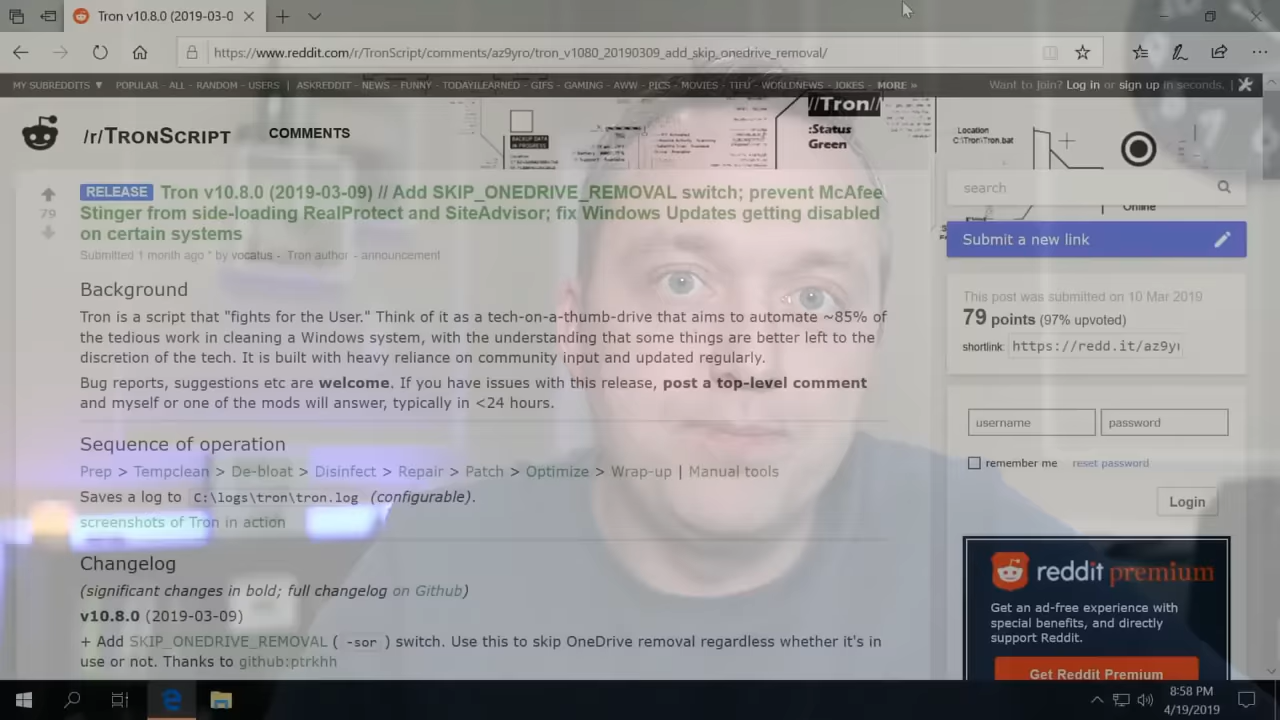 Tron v10.8.0 (2019-03-0
https://www.reddit.com/r/TronScript/comments/az9yro/tron_v1080_20190309_add_skip_onedrive_removal/
MY SUBREDDITS ▼ POPULAR - ALL - RANDOM - USERS | ASKREDDIT - NEWS - FUNNY - TODAYILEARNED - GIFS - GAMING - AWW - PICS - MOVIES - TIFU - WORLDNEWS - JOKES - MORE »
Want to join? Log in or sign up in seconds. |
/r/TRONSCRIPT COMMENTS
BACKUP DATA
IN PROGRESS
//Tron//
:Status
Green
Location
C:\Tron\Tron.bat
Online
RELEASE Tron v10.8.0 (2019-03-09) // Add SKIP_ONEDRIVE_REMOVAL switch; prevent McAfee
Stinger from side-loading RealProtect and SiteAdvisor; fix Windows Updates getting disabled
on certain systems
79
Submitted 1 month ago * by vocatus - Tron author - announcement
Background
Tron is a script that "fights for the User." Think of it as a tech-on-a-thumb-drive that aims to automate ~85% of
the tedious work in cleaning a Windows system, with the understanding that some things are better left to the
discretion of the tech. It is built with heavy reliance on community input and updated regularly.
Bug reports, suggestions etc are welcome. If you have issues with this release, post a top-level comment
and myself or one of the mods will answer, typically in <24 hours.
Sequence of operation
Prep > Tempclean > De-bloat > Disinfect > Repair > Patch > Optimize > Wrap-up | Manual tools
Saves a log to C:\logs\tron\tron.log (configurable).
screenshots of Tron in action
Changelog
(significant changes in bold; full changelog on Github)
v10.8.0 (2019-03-09)
+ Add SKIP_ONEDRIVE_REMOVAL ( -sor ) switch. Use this to skip OneDrive removal regardless whether it's in
use or not. Thanks to github:ptrkhh
search
Submit a new link
This post was submitted on 10 Mar 2019
79 points (97% upvoted)
shortlink: https://redd.it/az9y
username password
remember me reset password
Login
reddit premium
Get an ad-free experience with
special benefits, and directly
support Reddit.
Get Reddit Premium
8:58 PM
4/19/2019